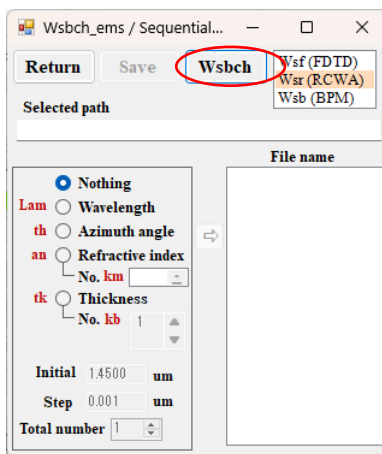 Wsbch_ems / Sequential...
Return Save Wsbch
Wsf (FDTD)
Wsr (RCWA)
Wsb (BPM)
Selected path
File name
Nothing
Lam Wavelength
th Azimuth angle
an Refractive index
No. km
tk Thickness
No. kb 1
Initial 1.4500 um
Step 0.001 um
Total number 1